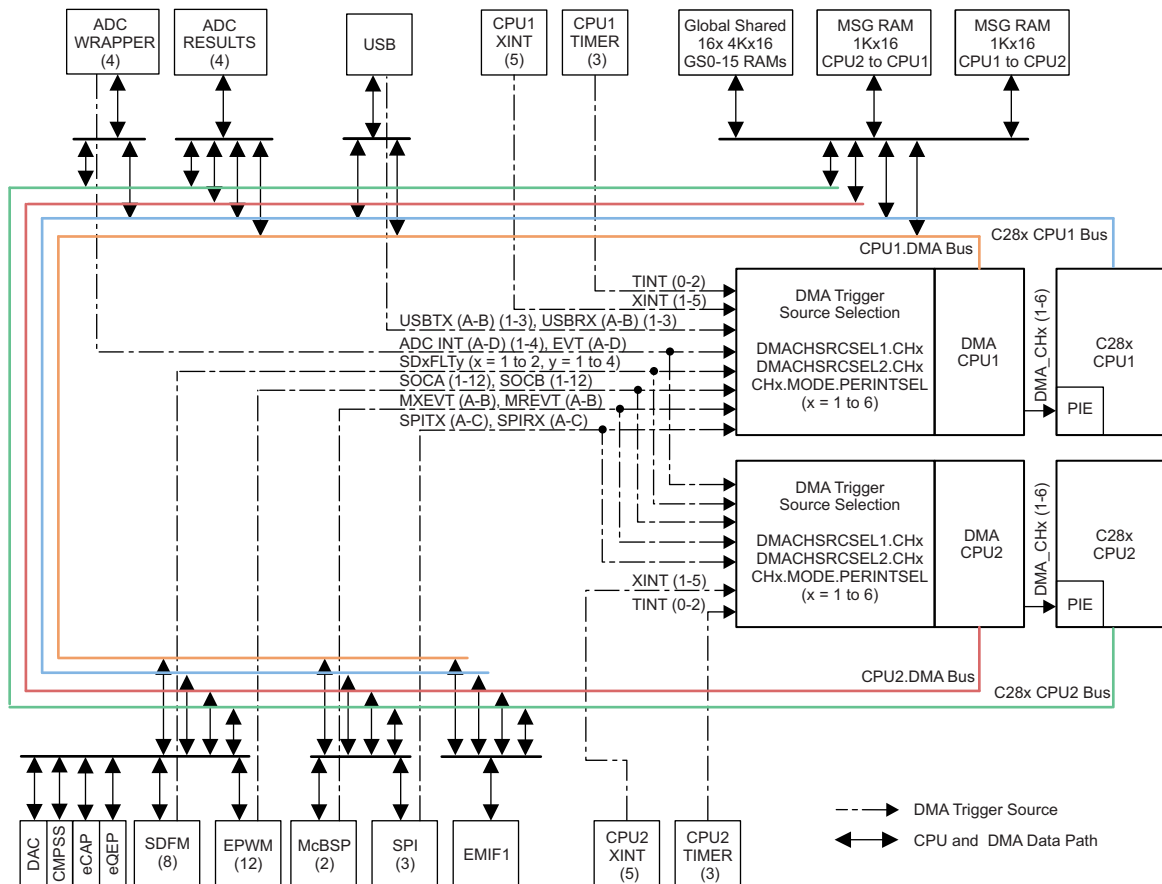 ADC
WRAPPER
(4)
ADC
RESULTS
(4)
USB
CPU1
XINT
(5)
CPU1
TIMER
(3)
Global Shared
16x 4Kx16
GS0-15 RAMs
MSG RAM
1Kx16
CPU2 to CPU1
MSG RAM
1Kx16
CPU1 to CPU2
C28x CPU1 Bus
CPU1.DMA Bus
TINT (0-2)
XINT (1-5)
USBTX (A-B) (1-3), USBRX (A-B) (1-3)
ADC INT (A-D) (1-4), EVT (A-D)
SDxFLTy (x = 1 to 2, y = 1 to 4)
SOCA (1-12), SOCB (1-12)
MXEVT (A-B), MREVT (A-B)
SPITX (A-C), SPIRX (A-C)
DMA Trigger
Source Selection
DMACHSRCSEL1.CHx
DMACHSRCSEL2.CHx
CHx.MODE.PERINTSEL
(x = 1 to 6)
DMA
CPU1
DMA_CHx (1-6)
C28x
CPU1
PIE
DMA Trigger
Source Selection
DMACHSRCSEL1.CHx
DMACHSRCSEL2.CHx
CHx.MODE.PERINTSEL
(x = 1 to 6)
DMA
CPU2
DMA_CHx (1-6)
C28x
CPU2
PIE
XINT (1-5)
TINT (0-2)
CPU2.DMA Bus
C28x CPU2 Bus
DAC
CMPSS
eCAP
eQEP
SDFM
(8)
EPWM
(12)
McBSP
(2)
SPI
(3)
EMIF1
CPU2
XINT
(5)
CPU2
TIMER
(3)
DMA Trigger Source
CPU and DMA Data Path